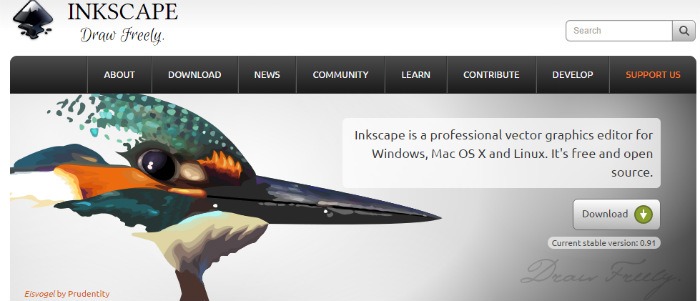 INKSCAPE
Draw Freely.
Search
ABOUT
DOWNLOAD
NEWS
COMMUNITY
LEARN
CONTRIBUTE
DEVELOP
SUPPORT US
Inkscape is a professional vector graphics editor for
Windows, Mac OS X and Linux. It's free and open
source.
Download
Current stable version: 0.91
Draw Freely.
Eisvogel by Prudentity